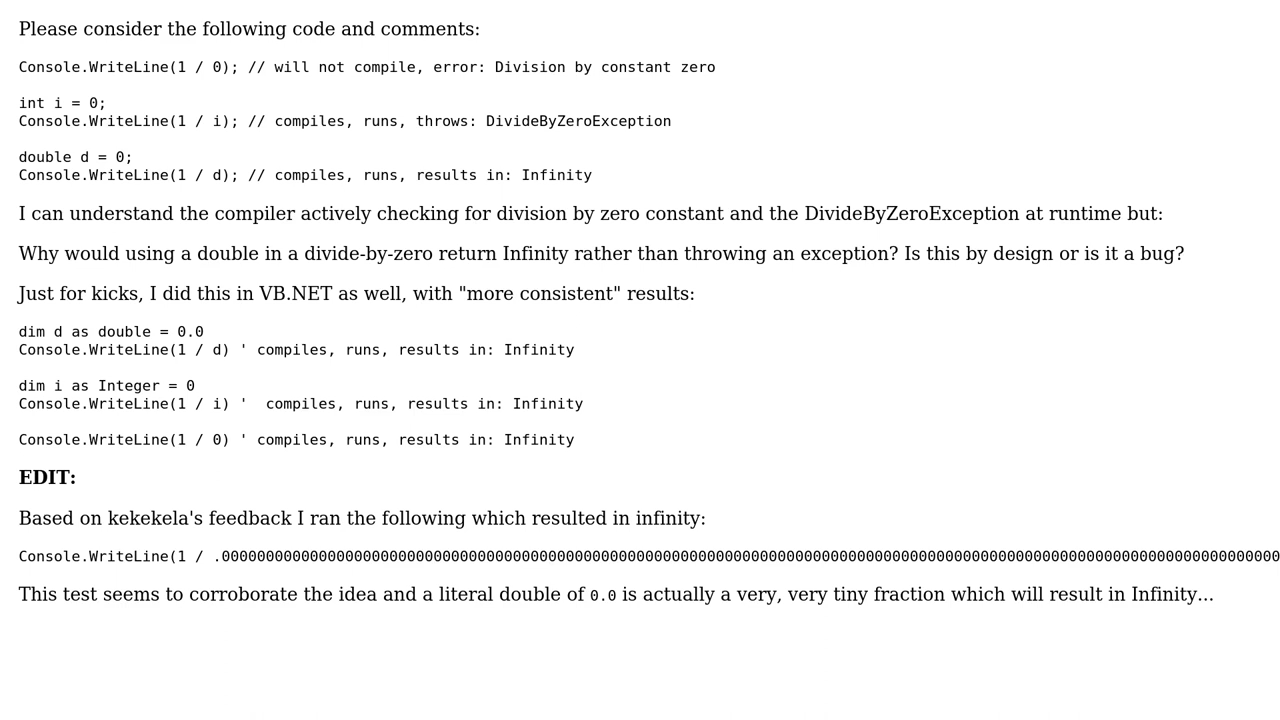 Please consider the following code and comments:
Console.WriteLine(1 / 0); // will not compile, error: Division by constant zero
int i = 0;
Console.WriteLine(1 / i); // compiles, runs, throws: DivideByZeroException
double d = 0;
Console.WriteLine(1 / d); // compiles, runs, results in: Infinity
I can understand the compiler actively checking for division by zero constant and the DivideByZeroException at runtime but:
Why would using a double in a divide-by-zero return Infinity rather than throwing an exception? Is this by design or is it a bug?
Just for kicks, I did this in VB.NET as well, with "more consistent" results:
dim d as double = 0.0
Console.WriteLine(1 / d) ' compiles, runs, results in: Infinity
dim i as Integer = 0
Console.WriteLine(1 / i) '  compiles, runs, results in: Infinity
Console.WriteLine(1 / 0) ' compiles, runs, results in: Infinity
EDIT:
Based on kekekela's feedback I ran the following which resulted in infinity:
Console.WriteLine(1 / .000000000000000000000000000000000000000000000000000000000000000000000000000000000000000000000000000000000000000000000000
This test seems to corroborate the idea and a literal double of 0.0 is actually a very, very tiny fraction which will result in Infinity...